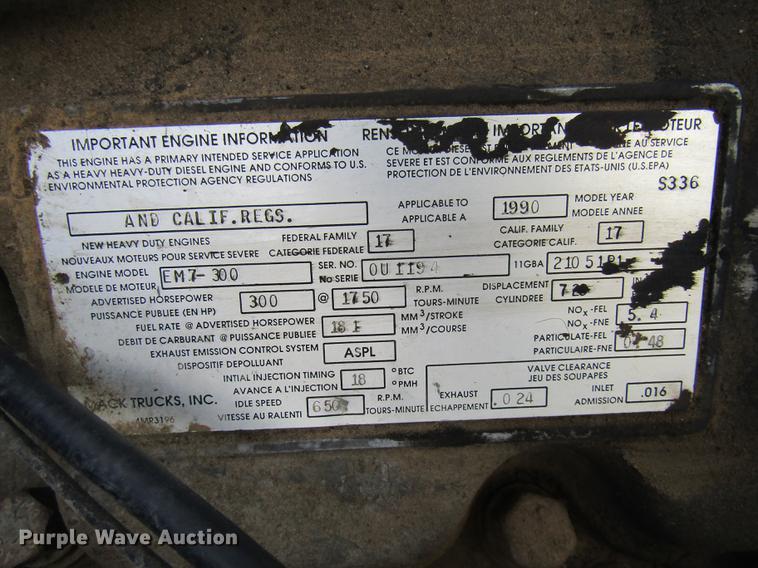 IMPORTANT ENGINE INFORMATION
THIS ENGINE HAS A PRIMARY INTENDED SERVICE APPLICATION
AS A HEAVY HEAVY-DUTY DIESEL ENGINE AND CONFORMS TO U.S.
ENVIRONMENTAL PROTECTION AGENCY REGULATIONS
IMPORTANT MOTEUR
CE AU SERVICE
SEVERE ET EST CONFORME AUX REGLEMENTS DE L'AGENCE DE
PROTECTION DE L'ENVIRONNEMENT DES ETATS-UNIS (U.S.EPA)
S336
AND CALIF.REGS.
APPLICABLE TO
APPLICABLE A
1990
MODEL YEAR
MODELE ANNEE
NEW HEAVY DUTY ENGINES
NOUVEAUX MOTEURS POUR SERVICE SEVERE
FEDERAL FAMILY
CATEGORIE FEDERALE
17
CALIF. FAMILY
CATEGORIE CALIF.
17
ENGINE MODEL
MODELE DE MOTEUR
EM7-300
SER. NO.
No SERIE
0U1194
11GBA
21051
ADVERTISED HORSEPOWER
PUISSANCE PUBLIEE (EN HP)
300
@
1750
R.P.M.
TOURS-MINUTE
DISPLACEMENT
CYLINDREE
FUEL RATE @ ADVERTISED HORSEPOWER
DEBIT DE CARBURANT @ PUISSANCE PUBLIEE
MM3/STROKE
MM3/COURSE
NOx-FEL
NOx-FNE
5.4
EXHAUST EMISSION CONTROL SYSTEM
DISPOSITIF DEPOLLUANT
ASPL
PARTICULATE-FEL
PARTICULAIRE-FNE
INTIAL INJECTION TIMING
AVANCE A L'INJECTION
18
°BTC
°PMH
VALVE CLEARANCE
JEU DES SOUPAPES
MACK TRUCKS, INC.
4MR3196
IDLE SPEED
VITESSE AU RALENTI
650
R.P.M.
TOURS-MINUTE
EXHAUST
ECHAPPEMENT
.024
INLET
ADMISSION
.016
Purple Wave Auction